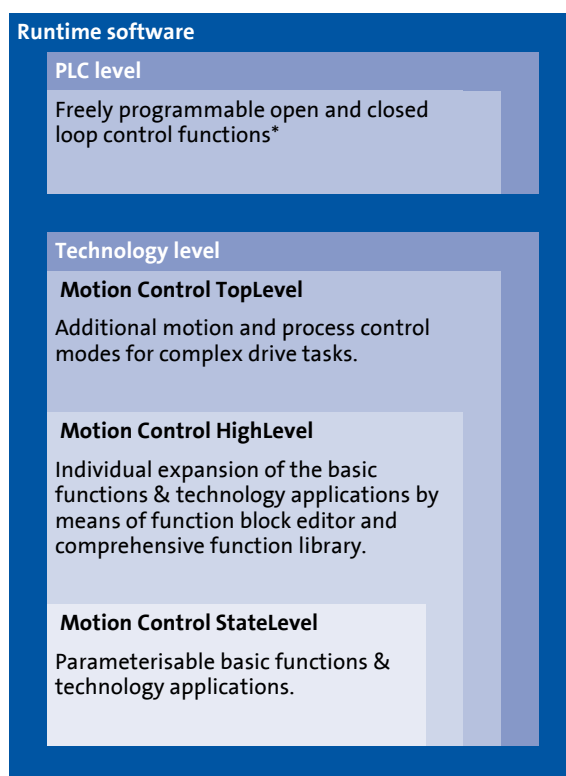 Runtime software
PLC level
Freely programmable open and closed
loop control functions*
Technology level
Motion Control TopLevel
Additional motion and process control
modes for complex drive tasks.
Motion Control HighLevel
Individual expansion of the basic
functions & technology applications by
means of function block editor and
comprehensive function library.
Motion Control StateLevel
Parameterisable basic functions &
technology applications.